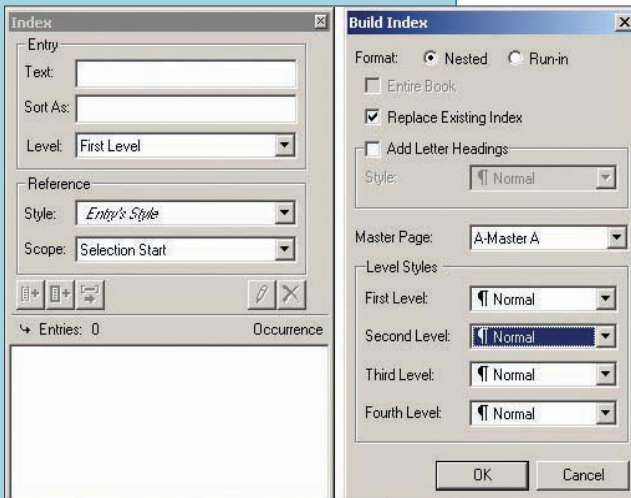 Index
Entry
Text:
Sort As:
Level: First Level
Reference
Style: Entry's Style
Scope: Selection Start
Entries: 0 Occurrence
Build Index
Format: Nested Run-in
Entire Book
Replace Existing Index
Add Letter Headings
Style: ¶ Normal
Master Page: A-Master A
Level Styles
First Level: ¶ Normal
Second Level: ¶ Normal
Third Level: ¶ Normal
Fourth Level: ¶ Normal
OK Cancel